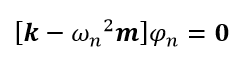 [𝒌 − ωₙ²𝒎]φₙ = 𝟎